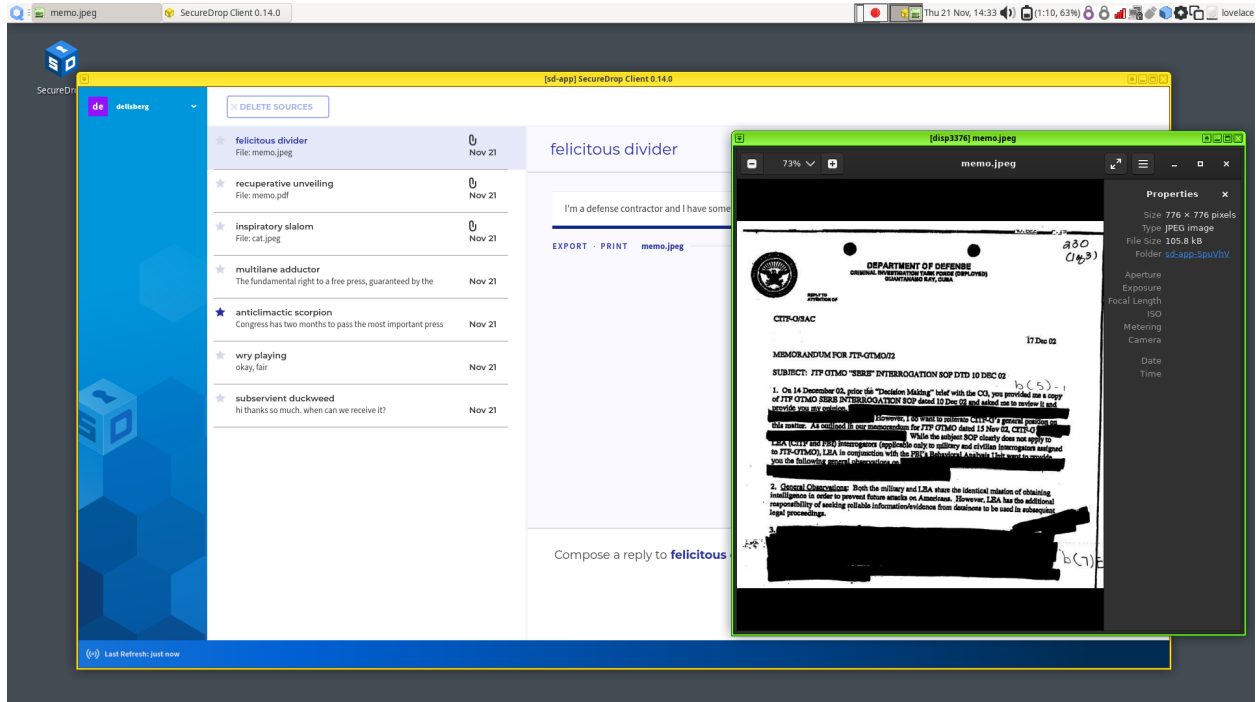 memo.jpeg
SecureDrop Client 0.14.0
Thu 21 Nov, 14:33
(1:10, 63%)
lovelace
SecureDr
[sd-app] SecureDrop Client 0.14.0
de dellsberg
DELETE SOURCES
felicitous divider
File: memo.jpeg
Nov 21
recuperative unveiling
File: memo.pdf
Nov 21
inspiratory slalom
File: cat.jpeg
Nov 21
multilane adductor
The fundamental right to a free press, guaranteed by the
Nov 21
anticlimactic scorpion
Congress has two months to pass the most important press
Nov 21
wry playing
okay, fair
Nov 21
subservient duckweed
hi thanks so much. when can we receive it?
Nov 21
Last Refresh: just now
felicitous divider
I'm a defense contractor and I have some
EXPORT · PRINT memo.jpeg
Compose a reply to felicitous
[disp3376] memo.jpeg
73%
memo.jpeg
230
(1,3)
DEPARTMENT OF DEFENSE
CRIMINAL INVESTIGATION TASK FORCE (DEPLOYED)
GUANTANAMO BAY, CUBA
REPLY TO
ATTENTION OF
CITF-G/SAC
17 Dec 02
MEMORANDUM FOR JTF-GTMO/J2
SUBJECT: JTF GTMO "SERE" INTERROGATION SOP DTD 10 DEC 02
b(5)-1
1. On 14 December 02, prior the "Decision Making" brief with the CG, you provided me a copy
of JTF GTMO SERE INTERROGATION SOP dated 10 Dec 02 and asked me to review it and
provide you my opinion.
However, I do want to reiterate CITF-G's general position on
this matter. As outlined in our memorandum for JTF GTMO dated 15 Nov 02, CITF-G
While the subject SOP clearly does not apply to
LEA (CITF and FBI) interrogators (applicable only to military and civilian interrogators assigned
to JTF-GTMO), LEA in conjunction with the FBI's Behavioral Analysis Unit want to provide
you the following general observations on
2. General Observations: Both the military and LEA share the identical mission of obtaining
intelligence in order to prevent future attacks on Americans. However, LEA has the additional
responsibility of seeking reliable information/evidence from detainees to be used in subsequent
legal proceedings.
3.
b(7)E
Properties
Size 776 × 776 pixels
Type JPEG image
File Size 105.8 kB
Folder sd-app-SpuVhV
Aperture
Exposure
Focal Length
ISO
Metering
Camera
Date
Time